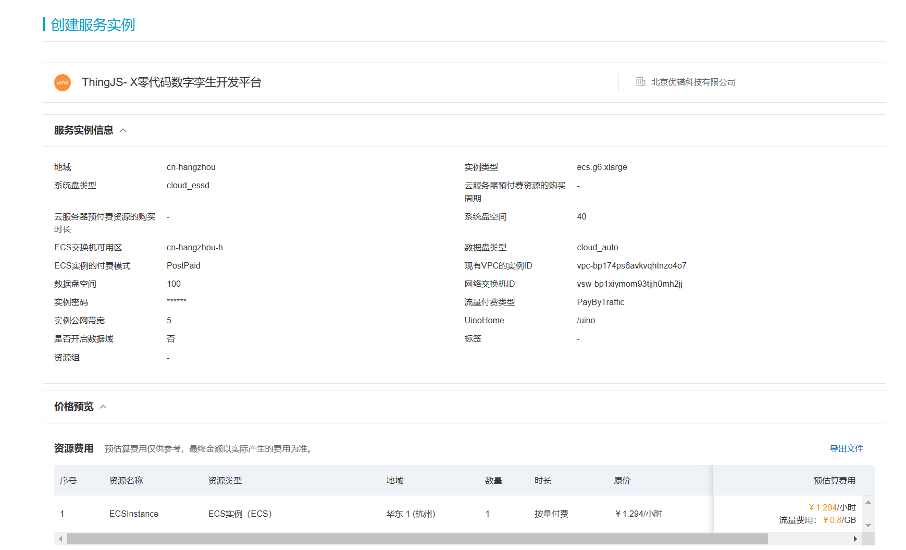 创建服务实例
ThingJS- X零代码数字孪生开发平台
北京优锘科技有限公司
服务实例信息
地域 cn-hangzhou 实例类型 ecs.g6.xlarge
系统盘类型 cloud_essd 云服务器预付费资源的购买周期 -
云服务器预付费资源的购买时长 - 系统盘空间 40
ECS交换机可用区 cn-hangzhou-h 数据盘类型 cloud_auto
ECS实例的付费模式 PostPaid 现有VPC的实例ID vpc-bp174ps6avkvqhtnzo4o7
数据盘空间 100 网络交换机ID vsw-bp1xiymom93tjjh0mh2jj
实例密码 ****** 流量付费类型 PayByTraffic
实例公网带宽 5 UinoHome /uino
是否开启数据域 否 标签 -
资源组 -
价格预览
资源费用 预估算费用仅供参考，最终金额以实际产生的费用为准。 导出文件
序号 资源名称 资源类型 地域 数量 时长 原价 预估算费用
1 ECSInstance ECS实例（ECS） 华东 1 (杭州) 1 按量付费 ￥1.294/小时 ￥1.294/小时
流量费用：￥0.8/GB